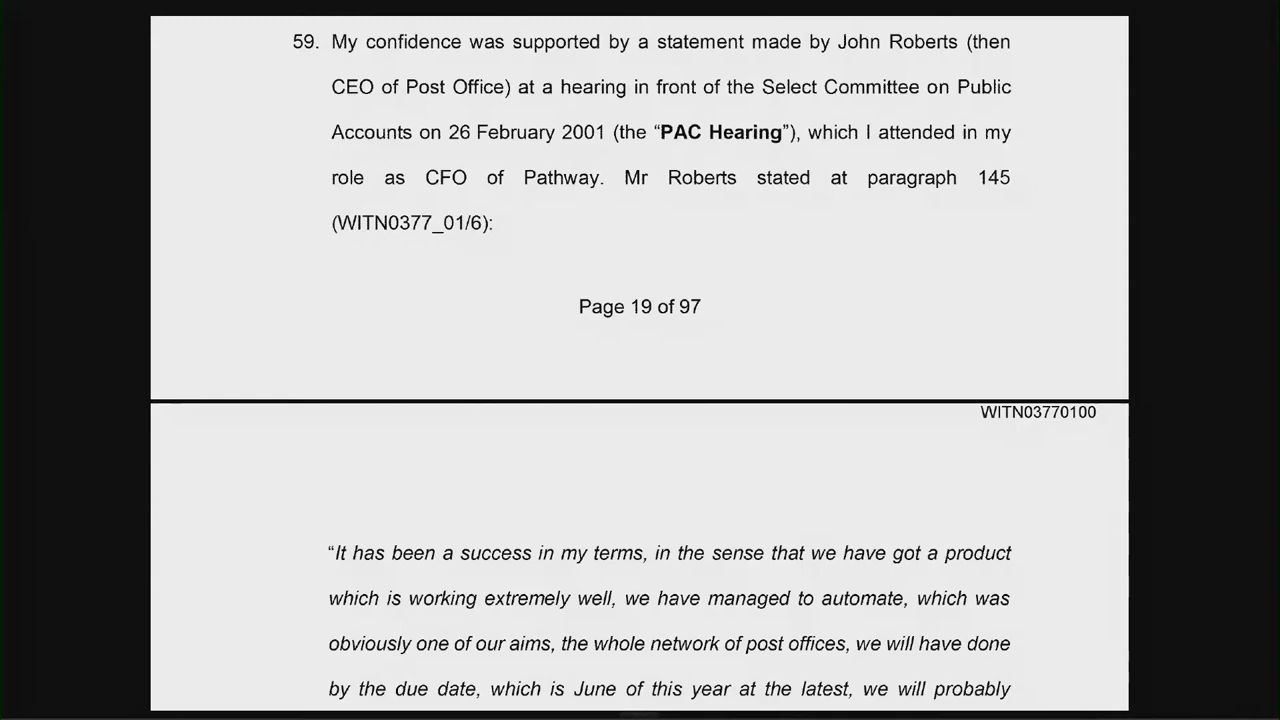 59. My confidence was supported by a statement made by John Roberts (then
CEO of Post Office) at a hearing in front of the Select Committee on Public
Accounts on 26 February 2001 (the “PAC Hearing”), which I attended in my
role as CFO of Pathway. Mr Roberts stated at paragraph 145
(WITN0377_01/6):
Page 19 of 97
WITN03770100
“It has been a success in my terms, in the sense that we have got a product
which is working extremely well, we have managed to automate, which was
obviously one of our aims, the whole network of post offices, we will have done
by the due date, which is June of this year at the latest, we will probably